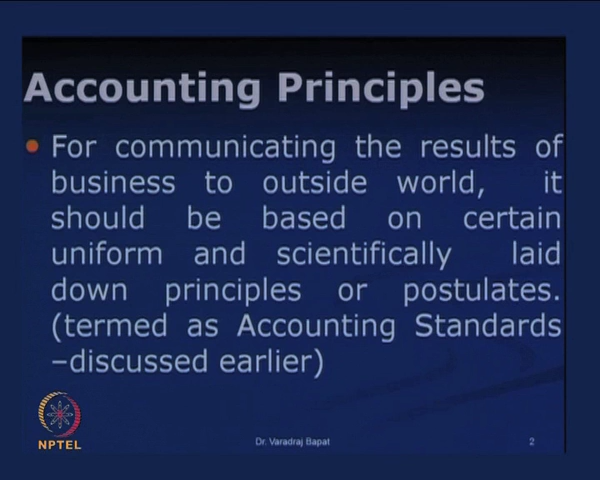 Accounting Principles
For communicating the results of
business to outside world, it
should be based on certain
uniform and scientifically laid
down principles or postulates.
(termed as Accounting Standards
–discussed earlier)
NPTEL
Dr. Varadraj Bapat
2